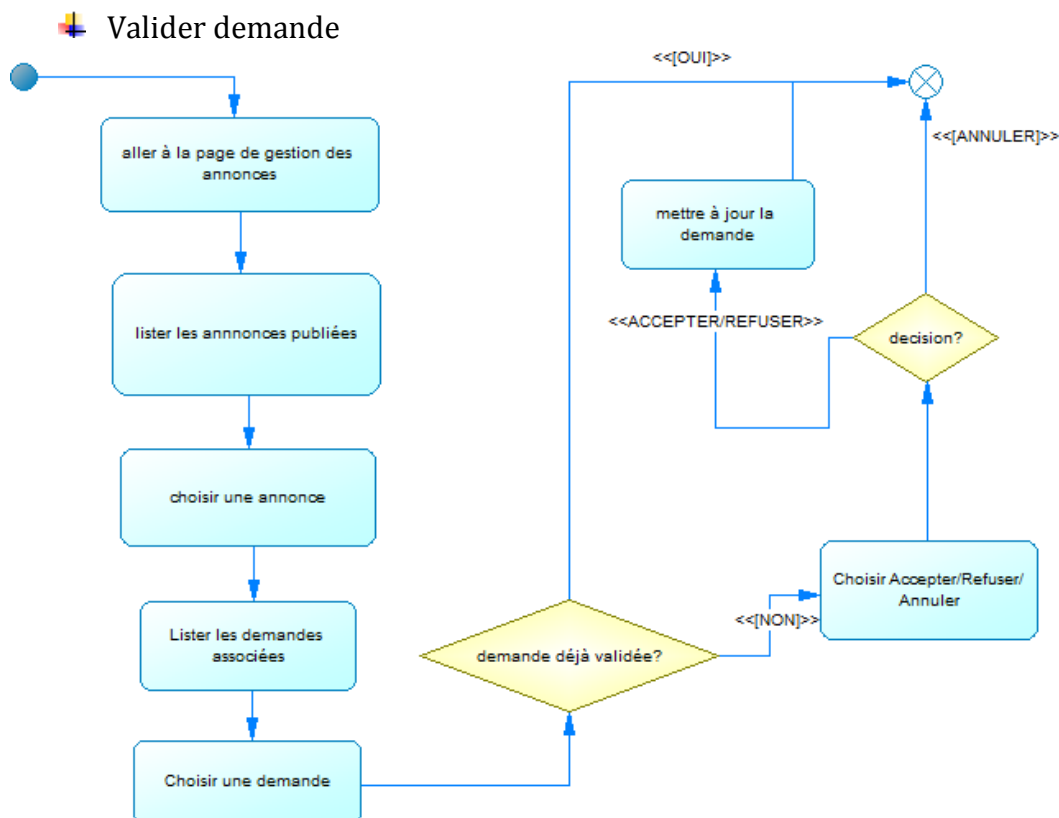 Valider demande
aller à la page de gestion des
annonces
lister les annnonces publiées
choisir une annonce
Lister les demandes
associées
Choisir une demande
demande déjà validée?
<<[OUI]>>
<<[NON]>>
Choisir Accepter/Refuser/
Annuler
decision?
<<ACCEPTER/REFUSER>>
mettre à jour la
demande
<<[ANNULER]>>